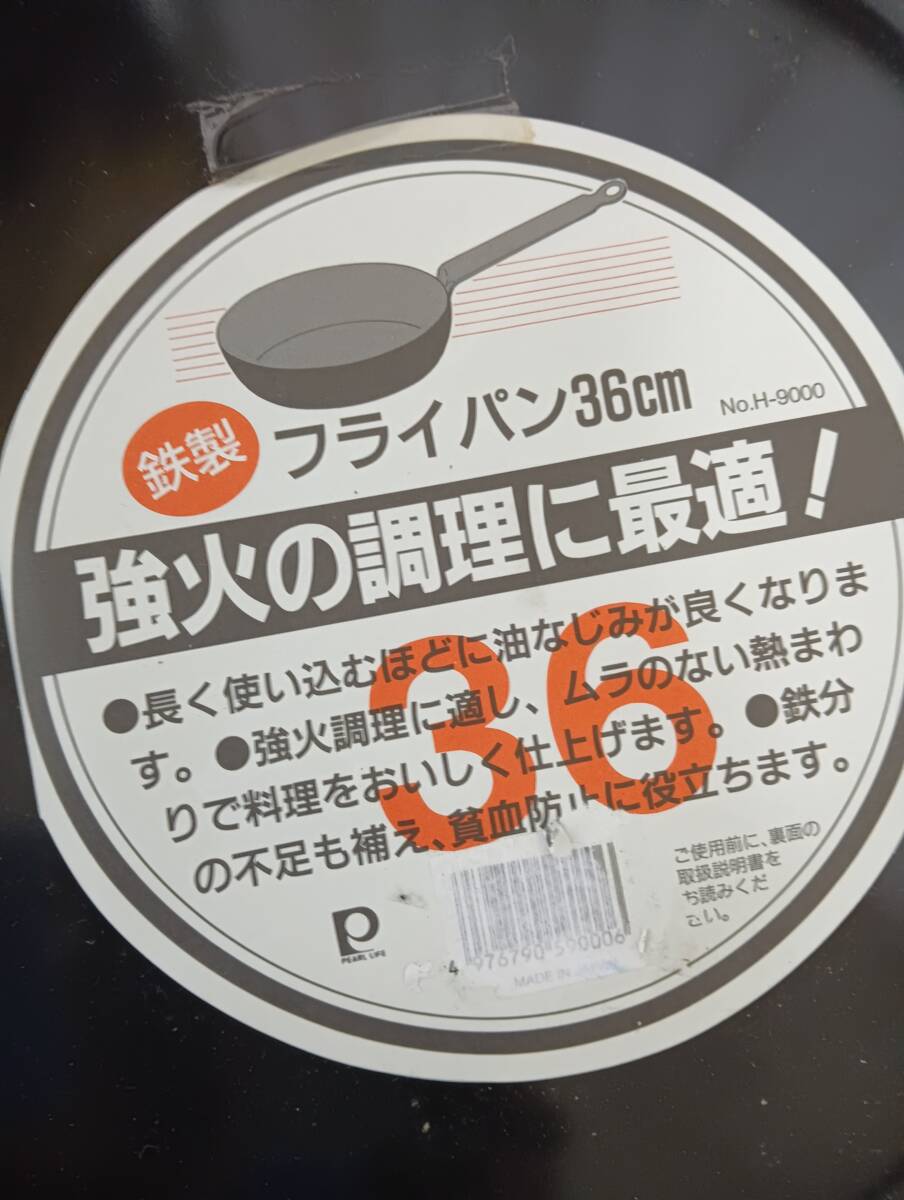 鉄製
フライパン36cm
No.H-9000
強火の調理に最適!
36
●長く使い込むほどに油なじみが良くなりま
す。●強火調理に適し、ムラのない熱まわ
りで料理をおいしく仕上げます。●鉄分
の不足も補え、貧血防止に役立ちます。
ご使用前に、裏面の
取扱説明書を
お読みくだ
さい。
PEARL LIFE
4 976790 590006
MADE IN JAPAN